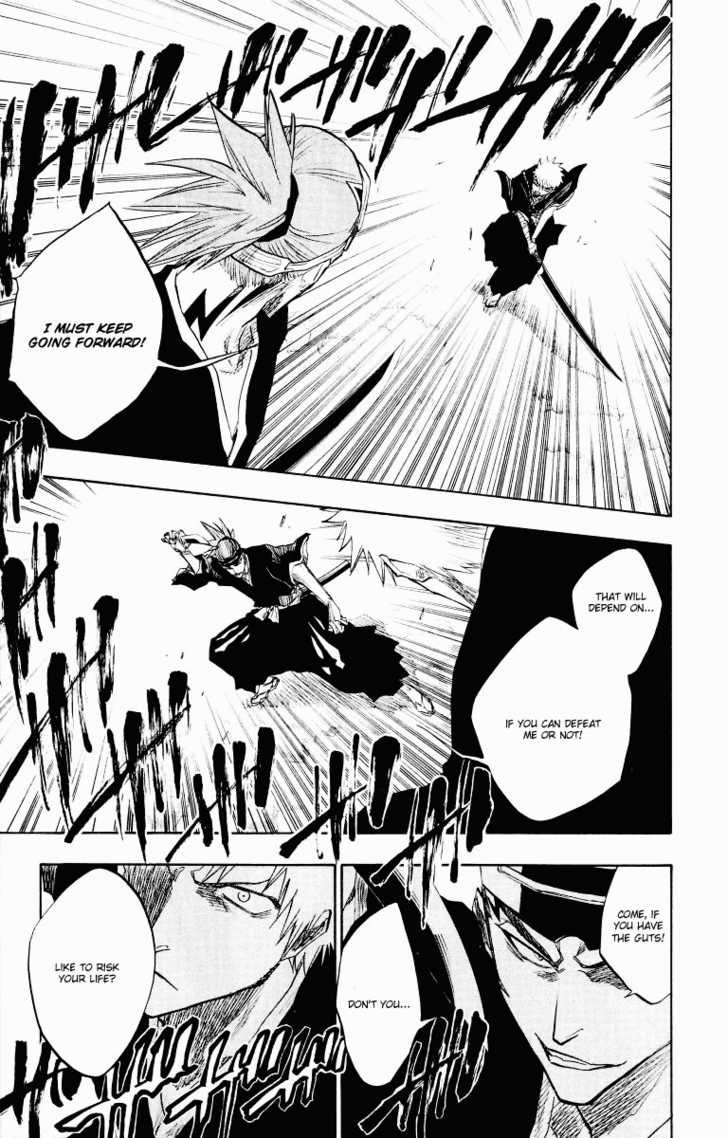 I MUST KEEP
GOING FORWARD!
THAT WILL
DEPEND ON...
IF YOU CAN DEFEAT
ME OR NOT!
COME, IF
YOU HAVE
THE GUTS!
DON'T YOU...
LIKE TO RISK
YOUR LIFE?